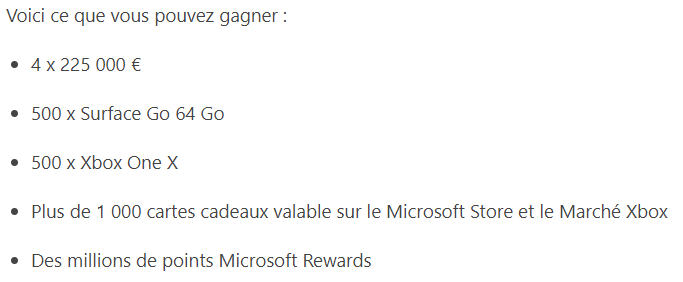 Voici ce que vous pouvez gagner :
• 4 x 225 000 €
• 500 x Surface Go 64 Go
• 500 x Xbox One X
• Plus de 1 000 cartes cadeaux valable sur le Microsoft Store et le Marché Xbox
• Des millions de points Microsoft Rewards